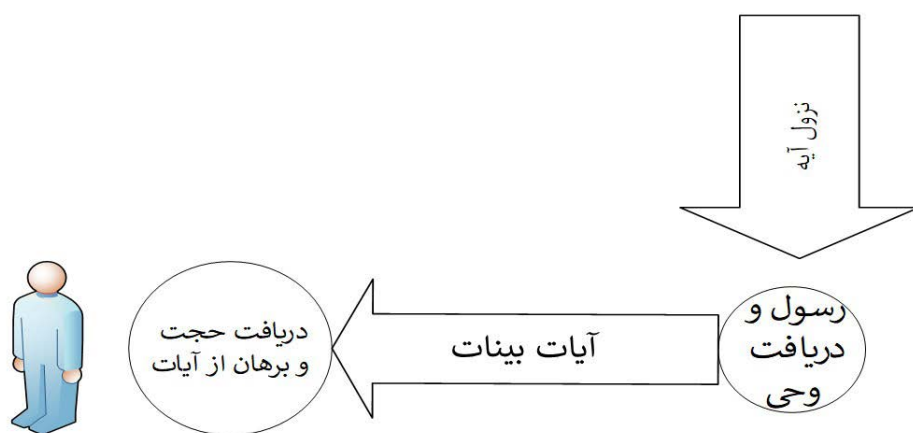 نزول آیه
رسول و
دریافت
وحی
آیات بینات
دریافت حجت
و برهان از آیات